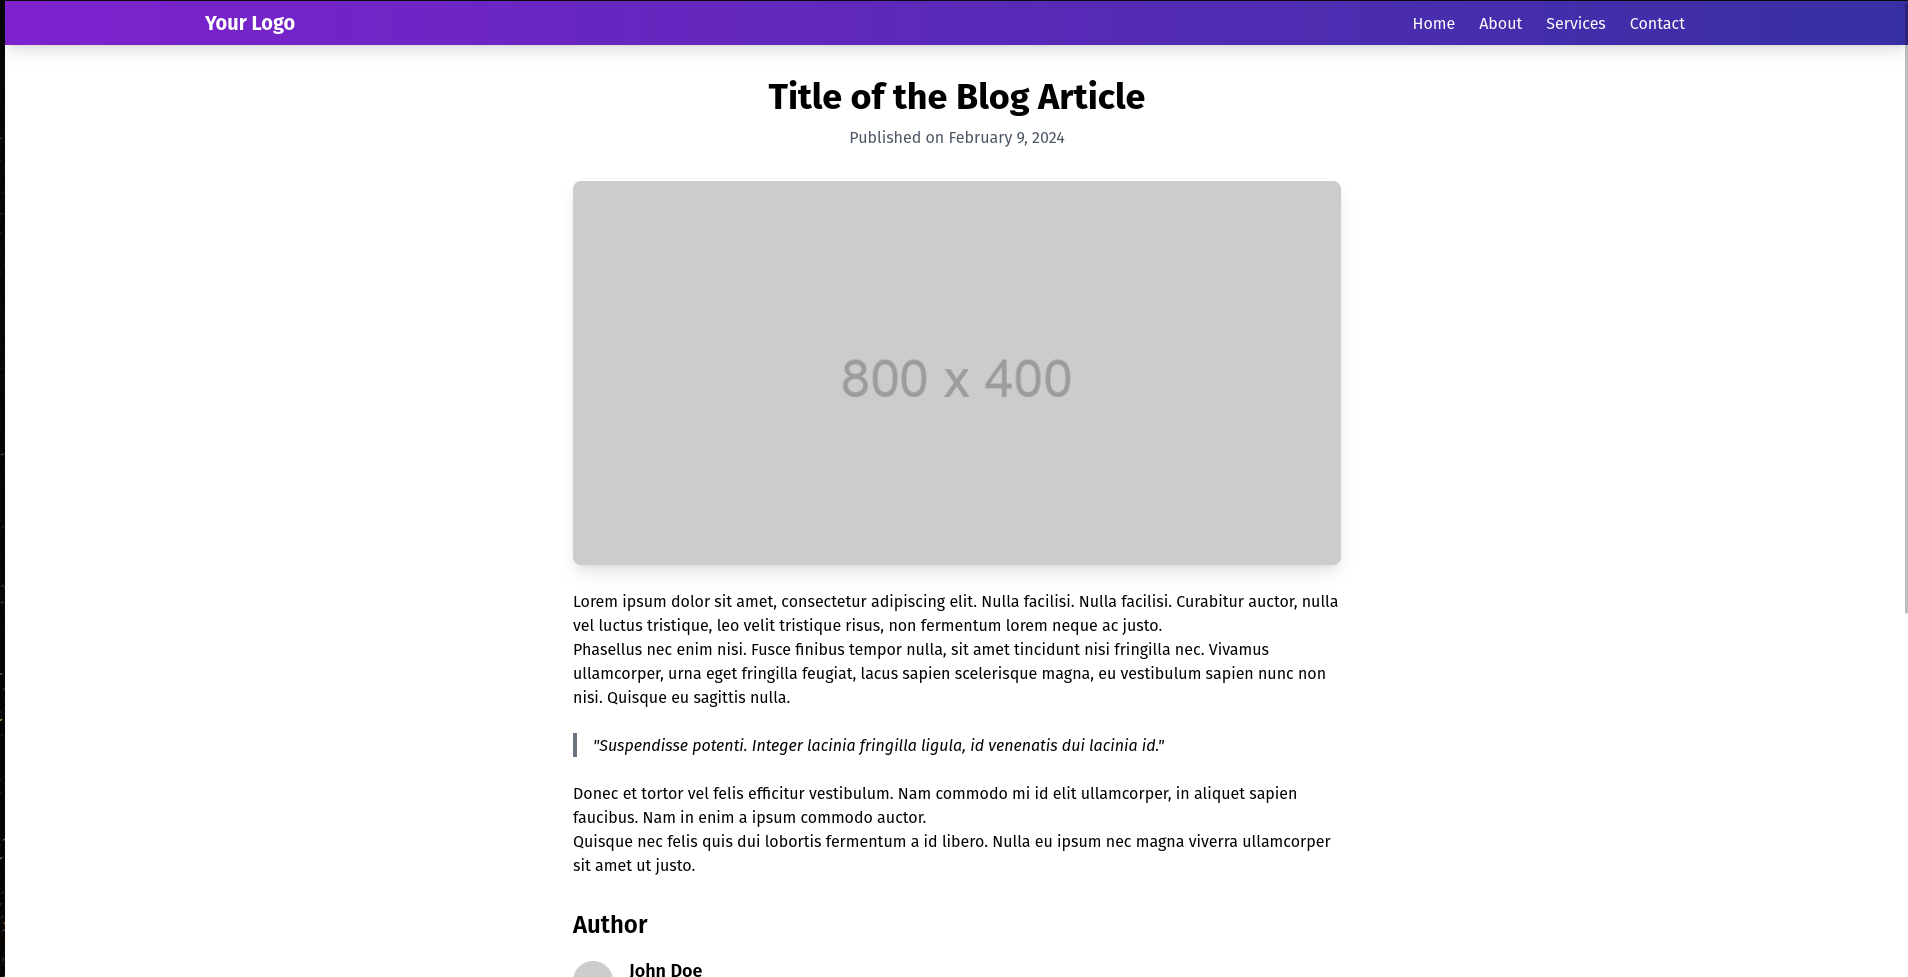 Your Logo
Home About Services Contact
Title of the Blog Article
Published on February 9, 2024
800 x 400
Lorem ipsum dolor sit amet, consectetur adipiscing elit. Nulla facilisi. Nulla facilisi. Curabitur auctor, nulla
vel luctus tristique, leo velit tristique risus, non fermentum lorem neque ac justo.
Phasellus nec enim nisi. Fusce finibus tempor nulla, sit amet tincidunt nisi fringilla nec. Vivamus
ullamcorper, urna eget fringilla feugiat, lacus sapien scelerisque magna, eu vestibulum sapien nunc non
nisi. Quisque eu sagittis nulla.
"Suspendisse potenti. Integer lacinia fringilla ligula, id venenatis dui lacinia id."
Donec et tortor vel felis efficitur vestibulum. Nam commodo mi id elit ullamcorper, in aliquet sapien
faucibus. Nam in enim a ipsum commodo auctor.
Quisque nec felis quis dui lobortis fermentum a id libero. Nulla eu ipsum nec magna viverra ullamcorper
sit amet ut justo.
Author
John Doe